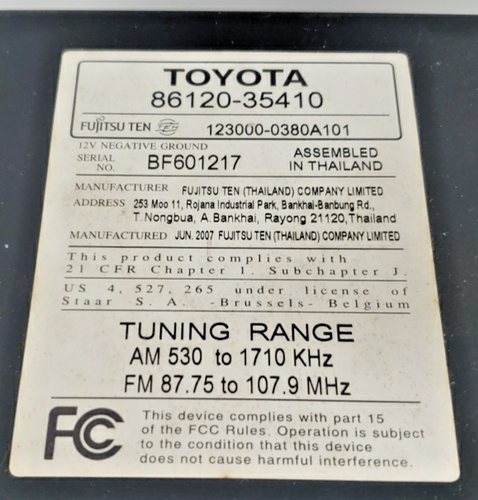 TOYOTA
86120-35410
FUJITSU TEN TEN 123000-0380A101
12V NEGATIVE GROUND
SERIAL NO. BF601217 ASSEMBLED IN THAILAND
MANUFACTURER FUJITSU TEN (THAILAND) COMPANY LIMITED
ADDRESS 253 Moo 11, Rojana Industrial Park, Bankhai-Banbung Rd.,
T.Nongbua, A.Bankhai, Rayong 21120,Thailand
MANUFACTURED JUN. 2007 FUJITSU TEN (THAILAND) COMPANY LIMITED
This product complies with
21 CFR Chapter I. Subchapter J.
US 4, 527, 265 under license of
Staar S. A. -Brussels- Belgium
TUNING RANGE
AM 530 to 1710 KHz
FM 87.75 to 107.9 MHz
FC
This device complies with part 15
of the FCC Rules. Operation is subject
to the condition that this device
does not cause harmful interference.